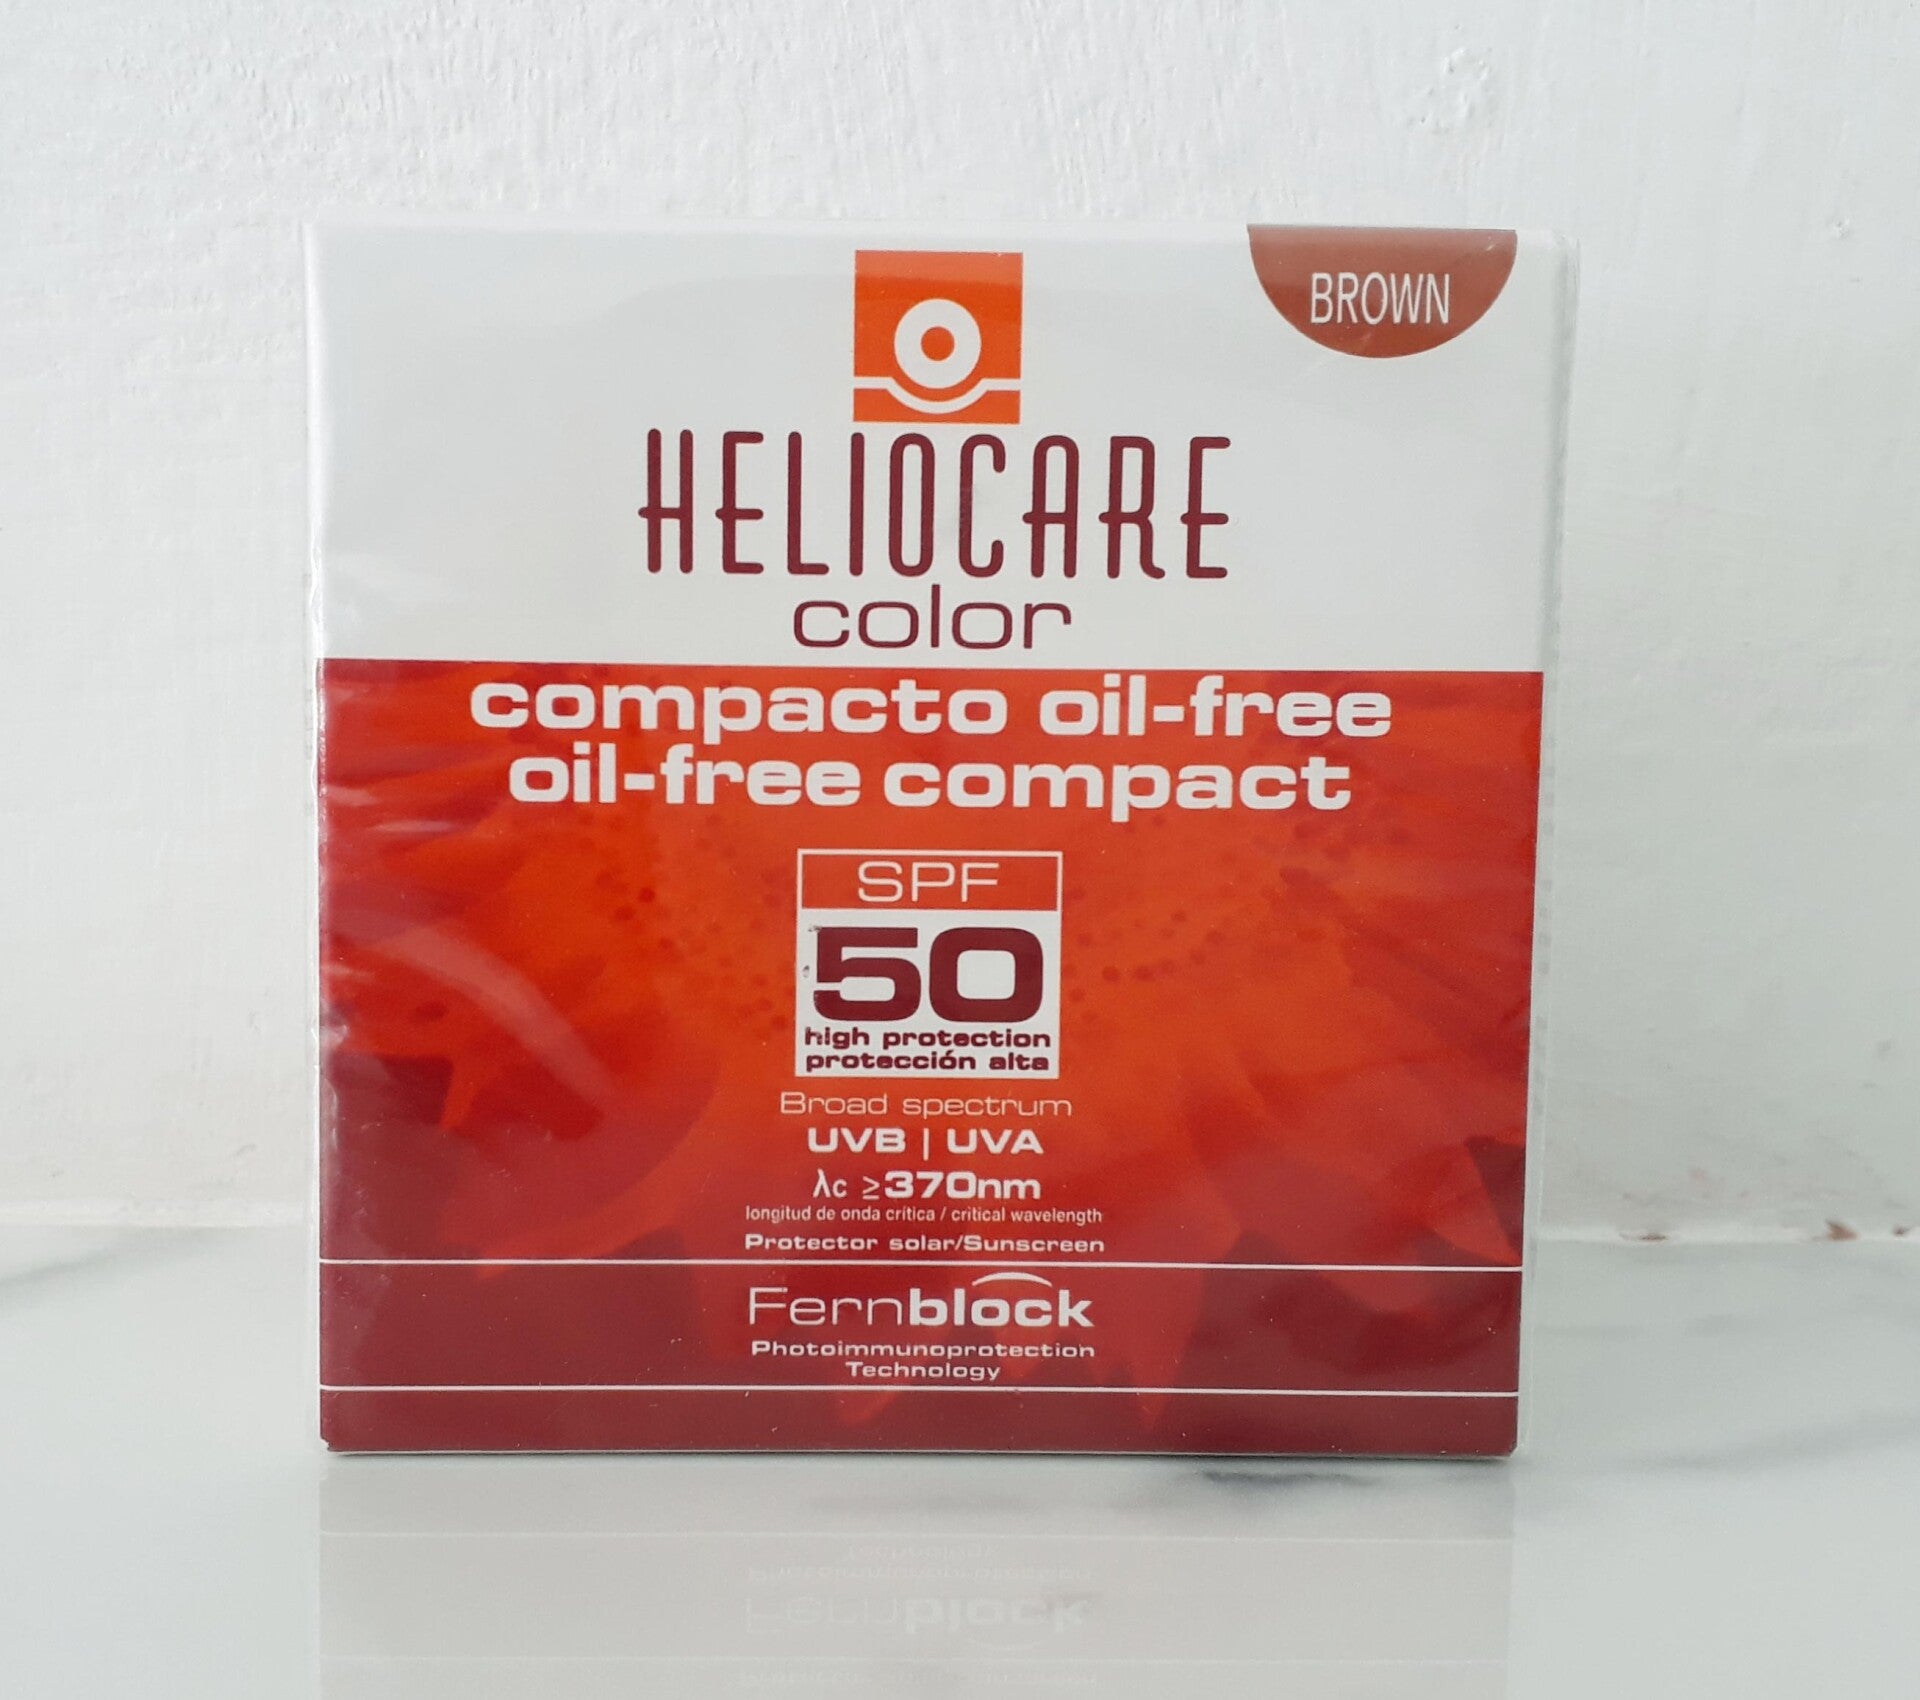 BROWN
HELIOCARE
color
compacto oil-free
oil-free compact
SPF
50
high protection
protección alta
Broad spectrum
UVB | UVA
λc ≥370nm
longitud de onda crítica / critical wavelength
Protector solar/Sunscreen
Fernblock
Photoimmunoprotection
Technology